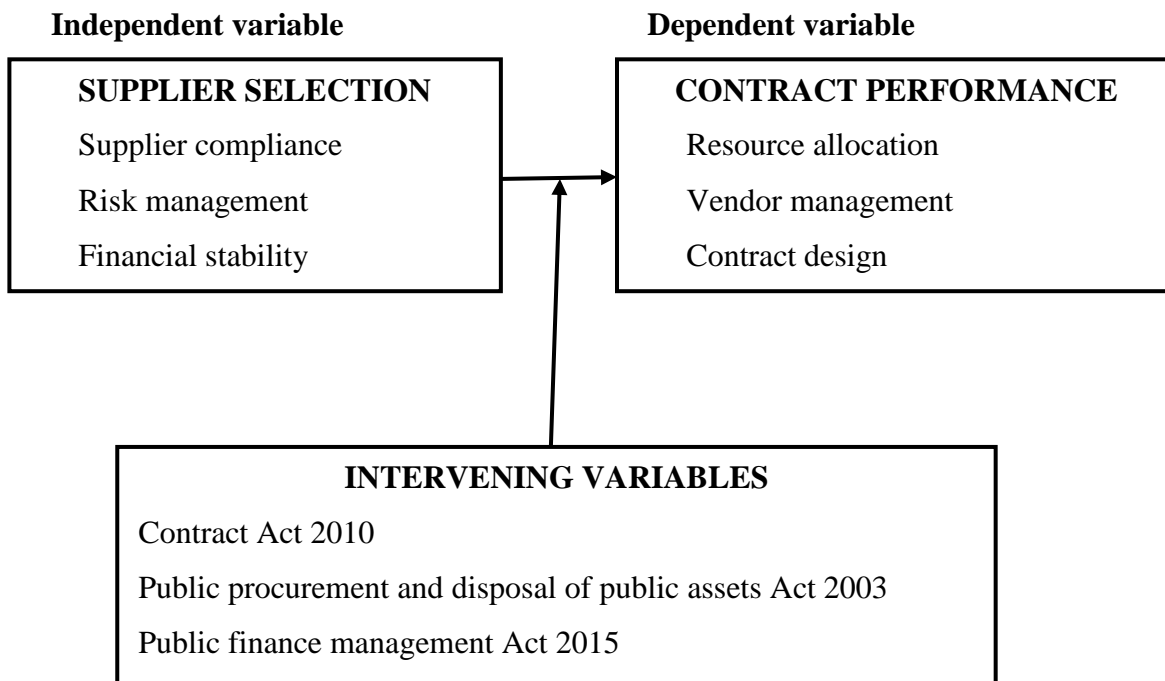 Independent variable
Dependent variable
SUPPLIER SELECTION
Supplier compliance
Risk management
Financial stability
CONTRACT PERFORMANCE
Resource allocation
Vendor management
Contract design
INTERVENING VARIABLES
Contract Act 2010
Public procurement and disposal of public assets Act 2003
Public finance management Act 2015